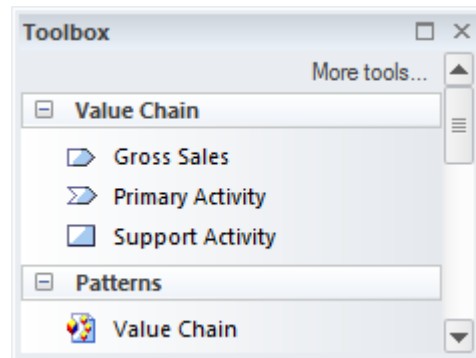 Toolbox
More tools...
Value Chain
Gross Sales
Primary Activity
Support Activity
Patterns
Value Chain